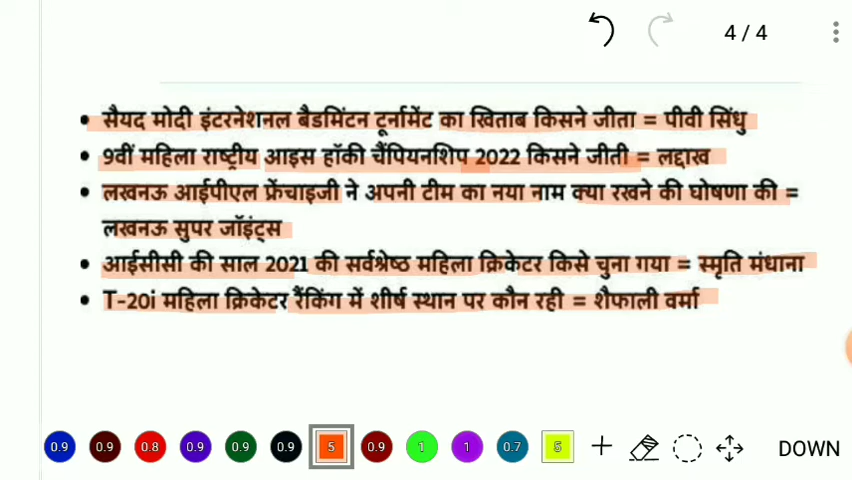 4 / 4
• सैयद मोदी इंटरनेशनल बैडमिंटन टूर्नामेंट का खिताब किसने जीता = पीवी सिंधु
• 9वीं महिला राष्ट्रीय आइस हॉकी चैंपियनशिप 2022 किसने जीती = लद्दाख
• लखनऊ आईपीएल फ्रेंचाइजी ने अपनी टीम का नया नाम क्या रखने की घोषणा की =
लखनऊ सुपर जॉइंट्स
• आईसीसी की साल 2021 की सर्वश्रेष्ठ महिला क्रिकेटर किसे चुना गया = स्मृति मंधाना
• T-20i महिला क्रिकेटर रैंकिंग में शीर्ष स्थान पर कौन रही = शैफाली वर्मा
0.9 0.9 0.8 0.9 0.9 0.9 5 0.9 1 1 0.7 5 DOWN